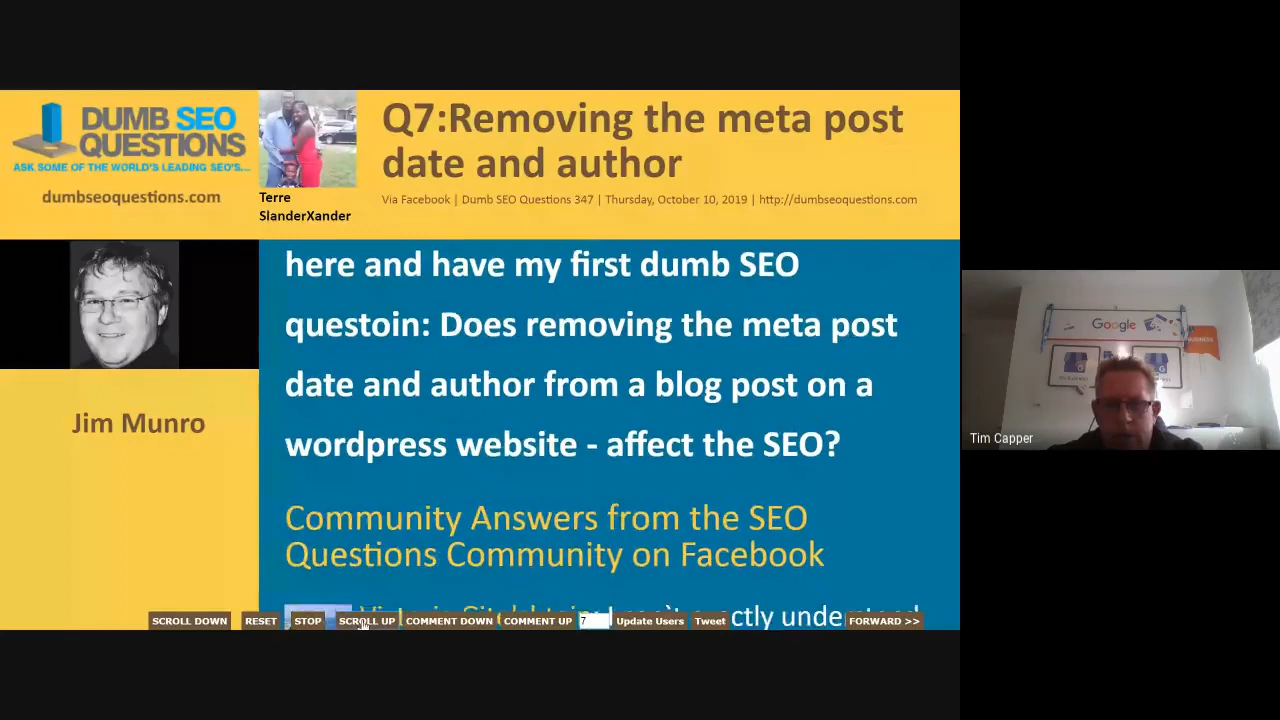 DUMB SEO
QUESTIONS
ASK SOME OF THE WORLD'S LEADING SEO'S...
dumbseoquestions.com
Terre
SlanderXander
Q7:Removing the meta post
date and author
Via Facebook | Dumb SEO Questions 347 | Thursday, October 10, 2019 | http://dumbseoquestions.com
Jim Munro
here and have my first dumb SEO
questoin: Does removing the meta post
date and author from a blog post on a
wordpress website - affect the SEO?
Community Answers from the SEO
Questions Community on Facebook
SCROLL DOWN
RESET
STOP
SCROLL UP
COMMENT DOWN
COMMENT UP
7
Update Users
Tweet
FORWARD >>
Google
Tim Capper